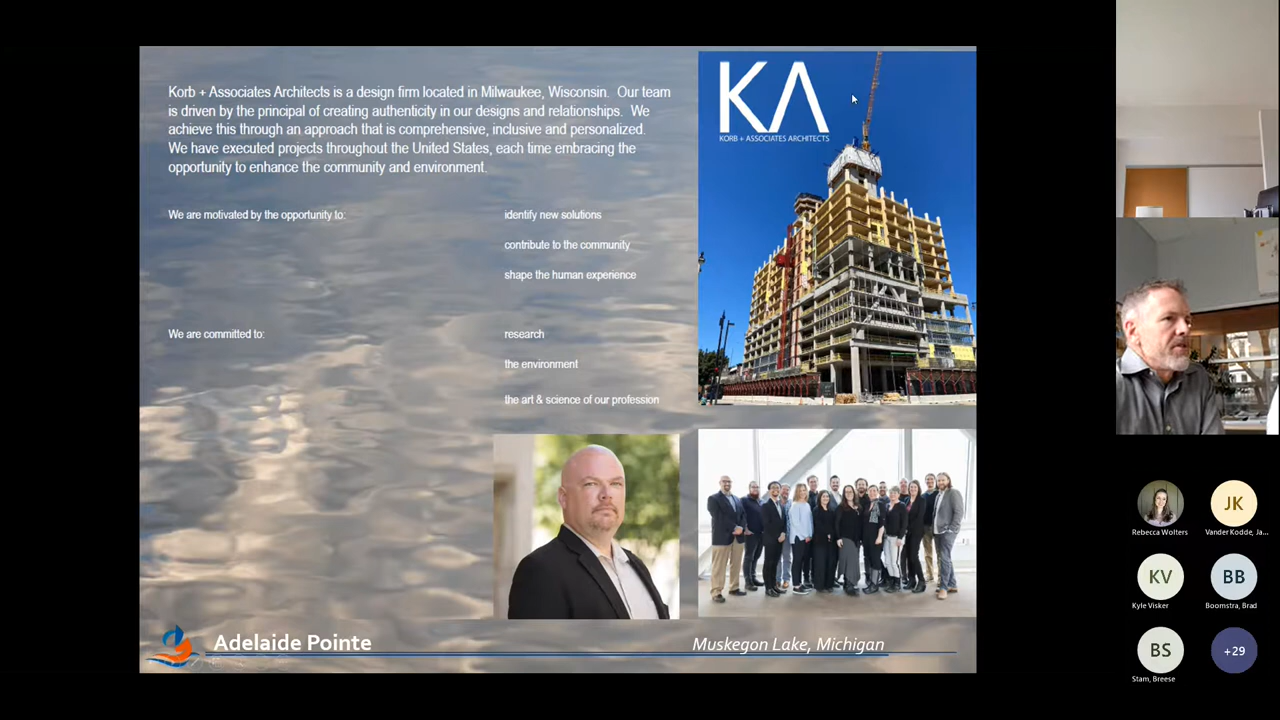 Korb + Associates Architects is a design firm located in Milwaukee, Wisconsin. Our team
is driven by the principal of creating authenticity in our designs and relationships. We
achieve this through an approach that is comprehensive, inclusive and personalized.
We have executed projects throughout the United States, each time embracing the
opportunity to enhance the community and environment.
We are motivated by the opportunity to:
identify new solutions
contribute to the community
shape the human experience
We are committed to:
research
the environment
the art & science of our profession
KΛ
KORB + ASSOCIATES ARCHITECTS
Adelaide Pointe
Muskegon Lake, Michigan
JK
Rebecca Wolters
Vander Kodde, Ja...
KV
BB
Kyle Visker
Boomstra, Brad
BS
+29
Stam, Breese